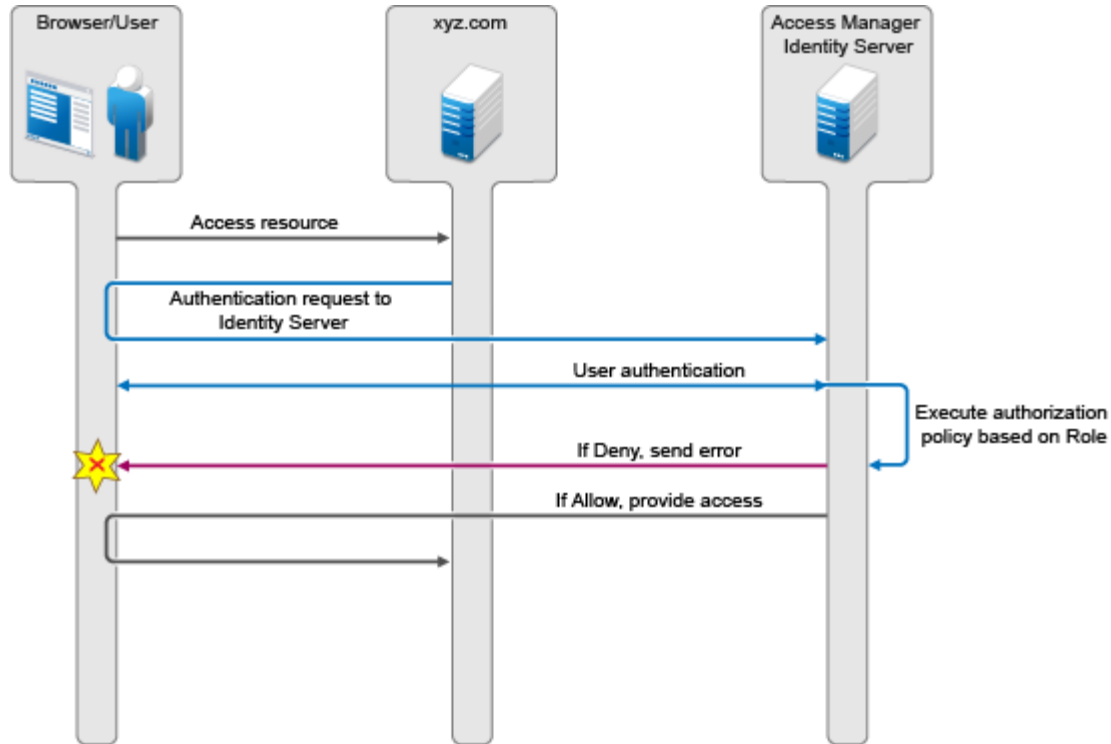 Browser/User
xyz.com
Access Manager
Identity Server
Access resource
Authentication request to
Identity Server
User authentication
Execute authorization
policy based on Role
If Deny, send error
If Allow, provide access